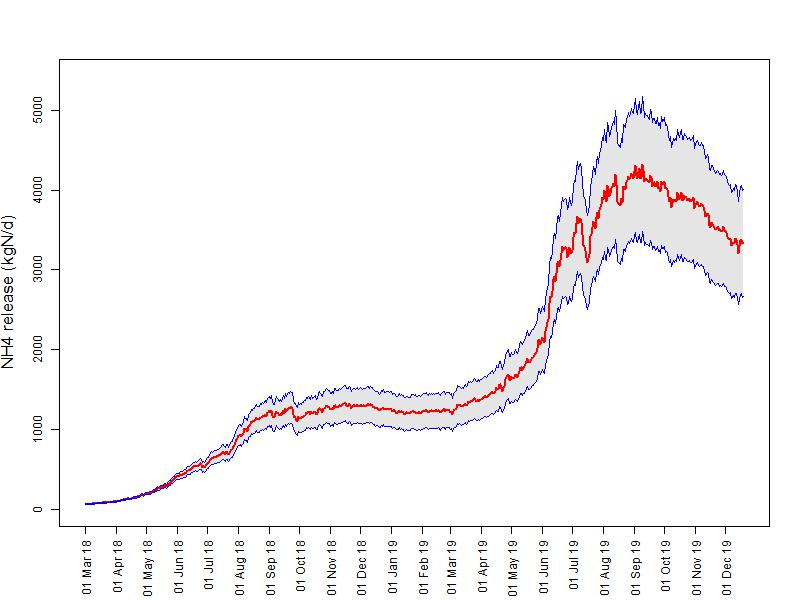 NH4 release (kgN/d)
5000
4000
3000
2000
1000
0
01 Mar 18
01 Apr 18
01 May 18
01 Jun 18
01 Jul 18
01 Aug 18
01 Sep 18
01 Oct 18
01 Nov 18
01 Dec 18
01 Jan 19
01 Feb 19
01 Mar 19
01 Apr 19
01 May 19
01 Jun 19
01 Jul 19
01 Aug 19
01 Sep 19
01 Oct 19
01 Nov 19
01 Dec 19